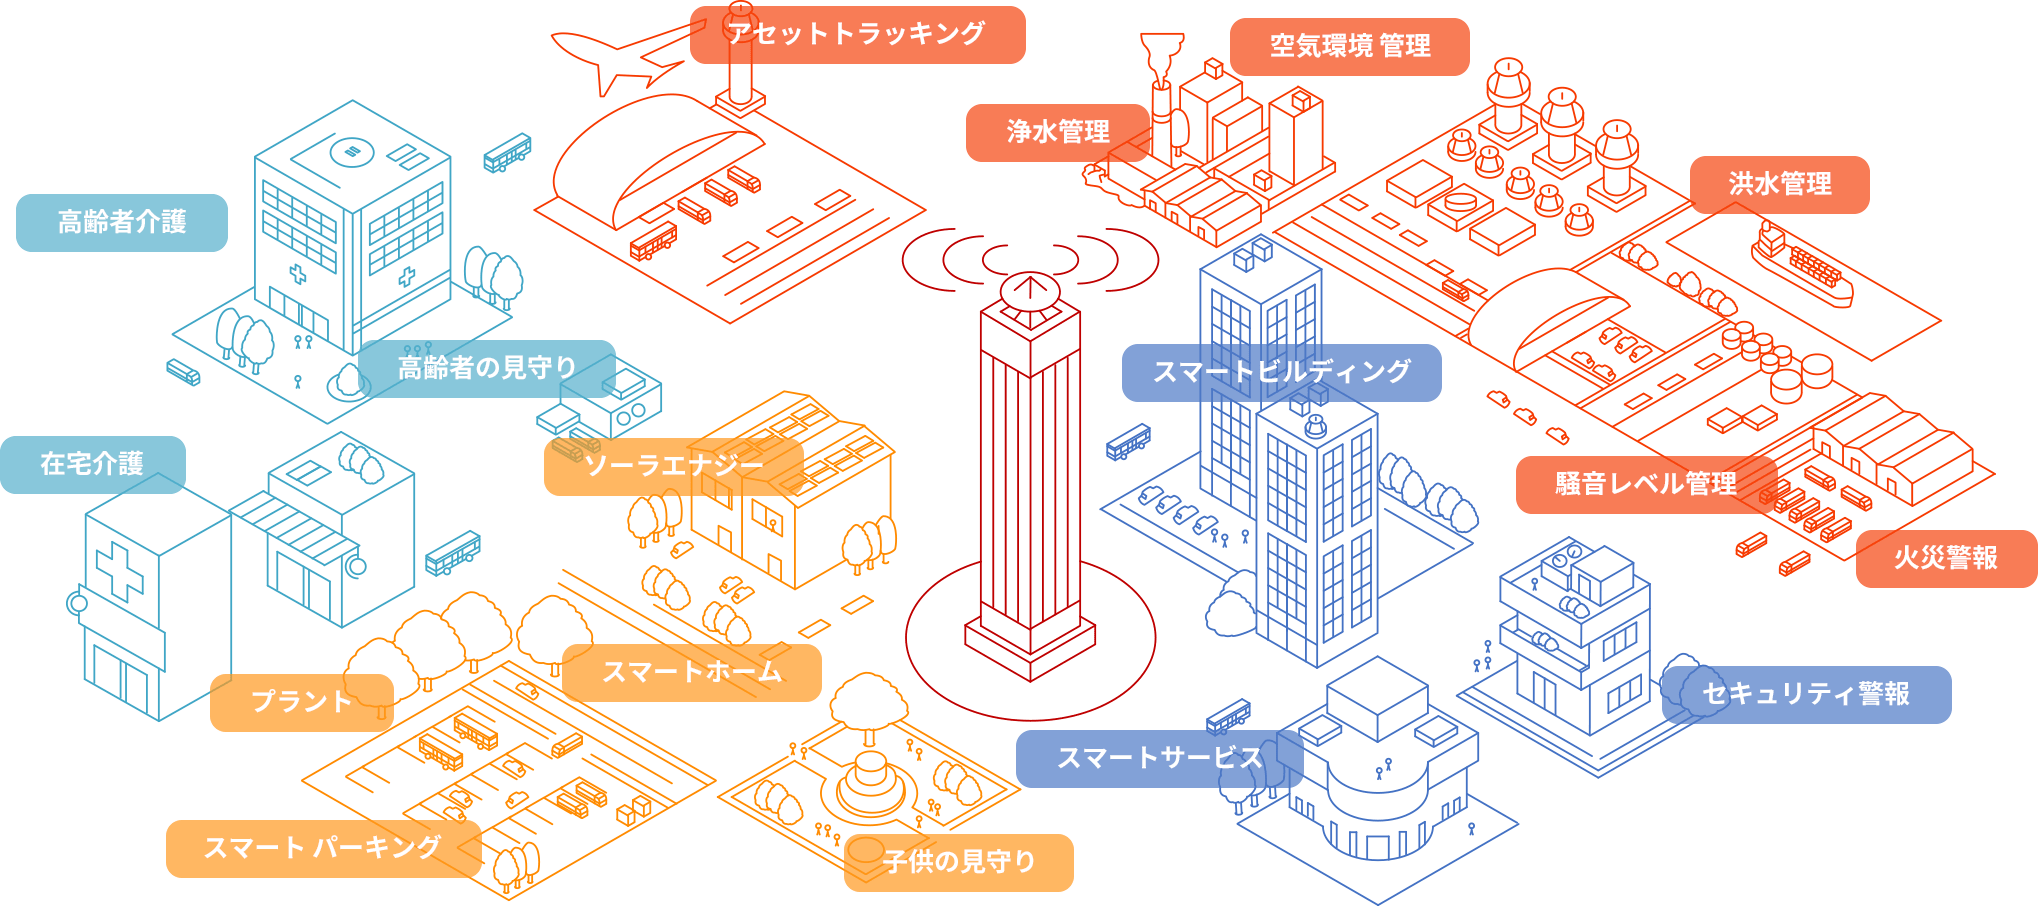 アセットトラッキング
空気環境 管理
浄水管理
洪水管理
高齢者介護
高齢者の見守り
スマートビルディング
在宅介護
ソーラエナジー
騒音レベル管理
火災警報
スマートホーム
プラント
セキュリティ警報
スマートサービス
スマート パーキング
子供の見守り